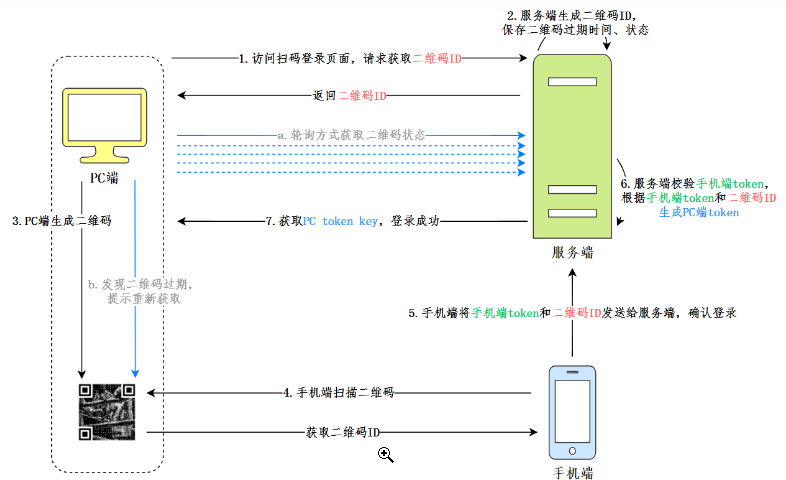 2.服务端生成二维码ID,
保存二维码过期时间、状态
1.访问扫码登录页面，请求获取二维码ID
返回二维码ID
a.轮询方式获取二维码状态
PC端
6.服务端校验手机端token,
根据手机端token和二维码ID
生成PC端token
3.PC端生成二维码
7.获取PC token key，登录成功
服务端
b.发现二维码过期，
提示重新获取
5.手机端将手机端token和二维码ID发送给服务端，确认登录
4.手机端扫描二维码
获取二维码ID
手机端